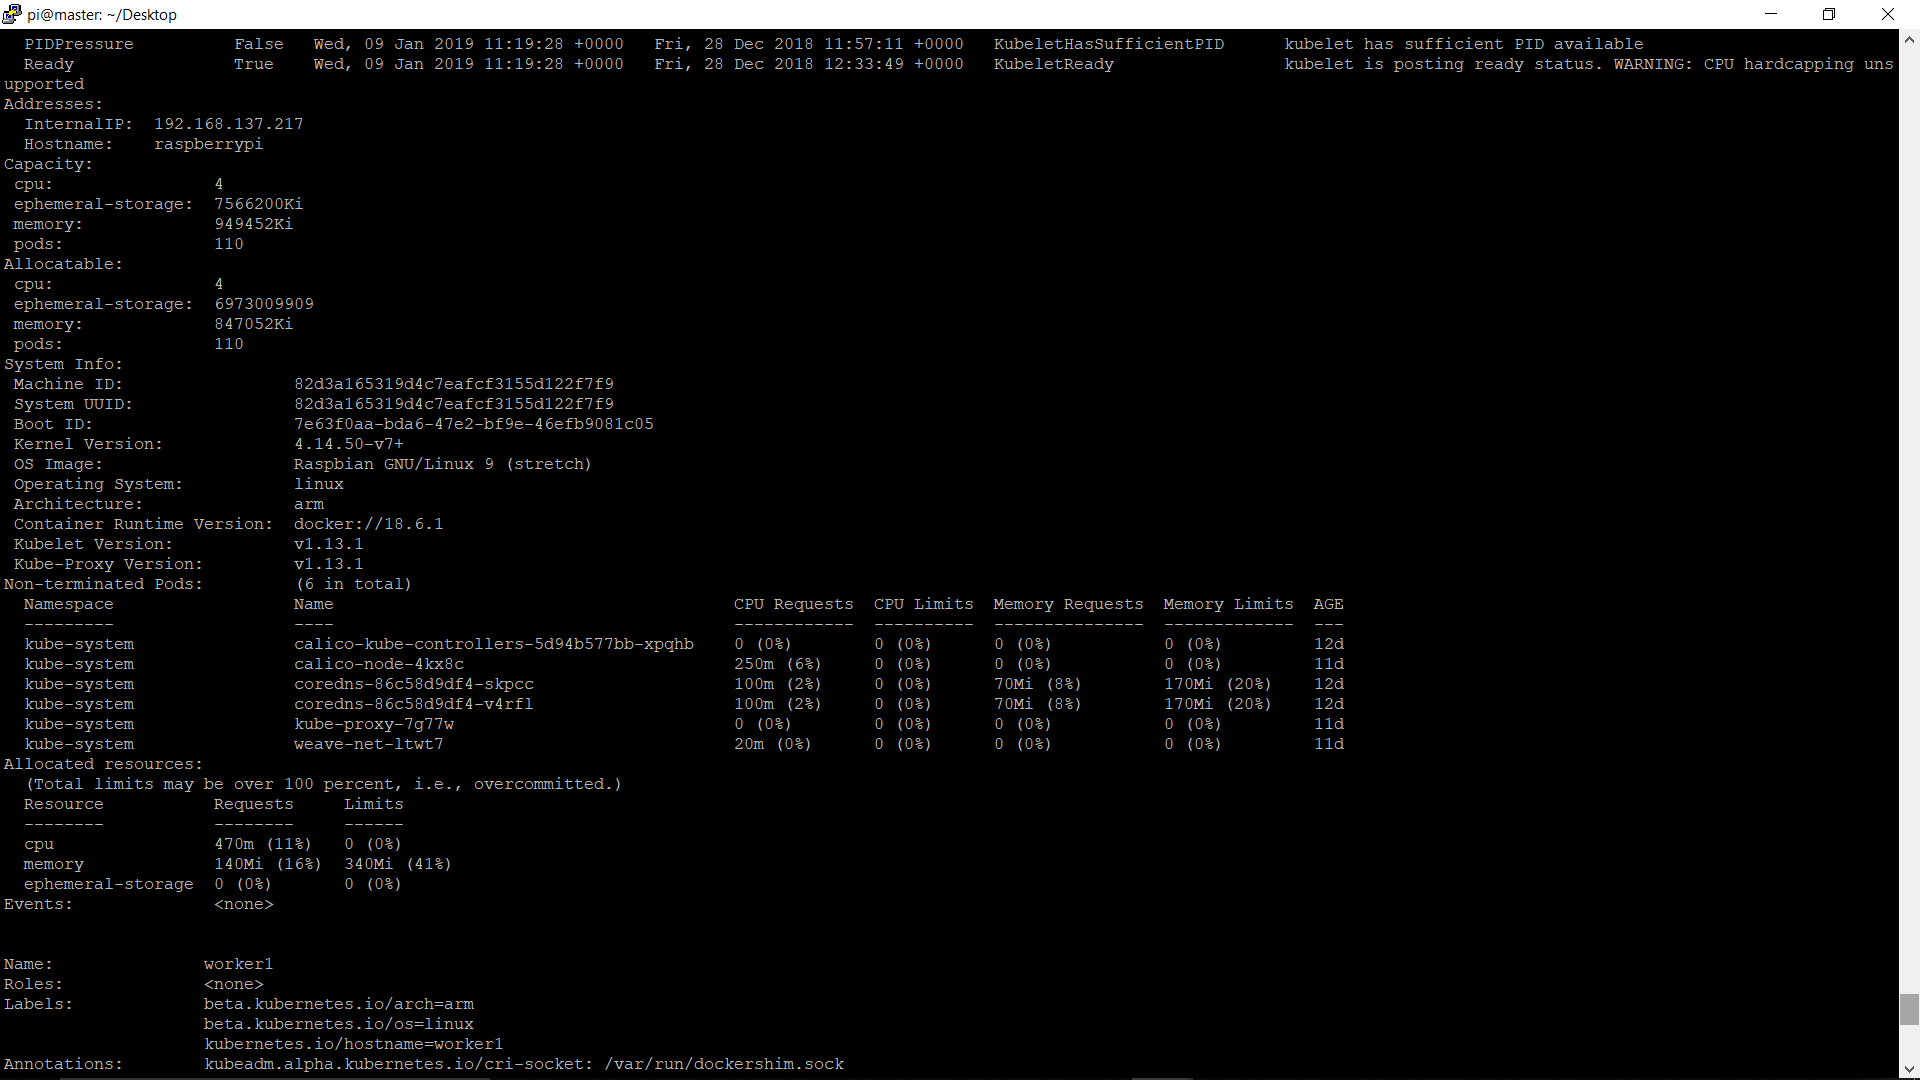 pi@master: ~/Desktop
PIDPressure False Wed, 09 Jan 2019 11:19:28 +0000 Fri, 28 Dec 2018 11:57:11 +0000 KubeletHasSufficientPID kubelet has sufficient PID available
Ready True Wed, 09 Jan 2019 11:19:28 +0000 Fri, 28 Dec 2018 12:33:49 +0000 KubeletReady kubelet is posting ready status. WARNING: CPU hardcapping uns
upported
Addresses:
InternalIP: 192.168.137.217
Hostname: raspberrypi
Capacity:
cpu: 4
ephemeral-storage: 7566200Ki
memory: 949452Ki
pods: 110
Allocatable:
cpu: 4
ephemeral-storage: 6973009909
memory: 847052Ki
pods: 110
System Info:
Machine ID: 82d3a165319d4c7eafcf3155d122f7f9
System UUID: 82d3a165319d4c7eafcf3155d122f7f9
Boot ID: 7e63f0aa-bda6-47e2-bf9e-46efb9081c05
Kernel Version: 4.14.50-v7+
OS Image: Raspbian GNU/Linux 9 (stretch)
Operating System: linux
Architecture: arm
Container Runtime Version: docker://18.6.1
Kubelet Version: v1.13.1
Kube-Proxy Version: v1.13.1
Non-terminated Pods: (6 in total)
Namespace Name CPU Requests CPU Limits Memory Requests Memory Limits AGE
--------- ---- ------------ ---------- --------------- ------------- ---
kube-system calico-kube-controllers-5d94b577bb-xpqhb 0 (0%) 0 (0%) 0 (0%) 0 (0%) 12d
kube-system calico-node-4kx8c 250m (6%) 0 (0%) 0 (0%) 0 (0%) 11d
kube-system coredns-86c58d9df4-skpcc 100m (2%) 0 (0%) 70Mi (8%) 170Mi (20%) 12d
kube-system coredns-86c58d9df4-v4rfl 100m (2%) 0 (0%) 70Mi (8%) 170Mi (20%) 12d
kube-system kube-proxy-7g77w 0 (0%) 0 (0%) 0 (0%) 0 (0%) 11d
kube-system weave-net-ltwt7 20m (0%) 0 (0%) 0 (0%) 0 (0%) 11d
Allocated resources:
(Total limits may be over 100 percent, i.e., overcommitted.)
Resource Requests Limits
-------- -------- ------
cpu 470m (11%) 0 (0%)
memory 140Mi (16%) 340Mi (41%)
ephemeral-storage 0 (0%) 0 (0%)
Events: <none>
Name: worker1
Roles: <none>
Labels: beta.kubernetes.io/arch=arm
beta.kubernetes.io/os=linux
kubernetes.io/hostname=worker1
Annotations: kubeadm.alpha.kubernetes.io/cri-socket: /var/run/dockershim.sock